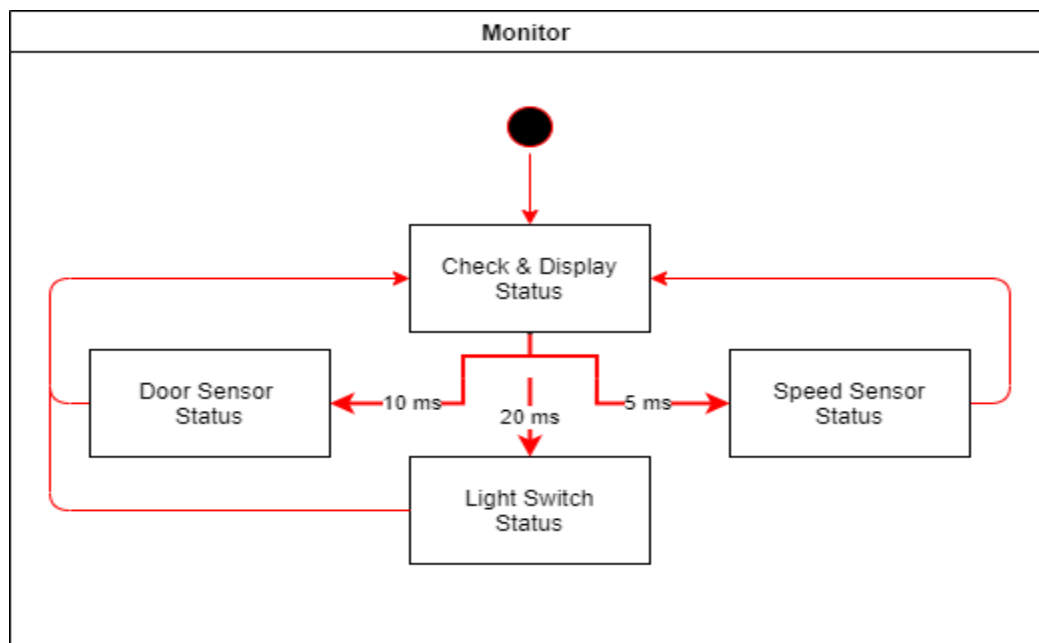 Monitor
Check & Display
Status
Door Sensor
Status
10 ms
20 ms
5 ms
Speed Sensor
Status
Light Switch
Status